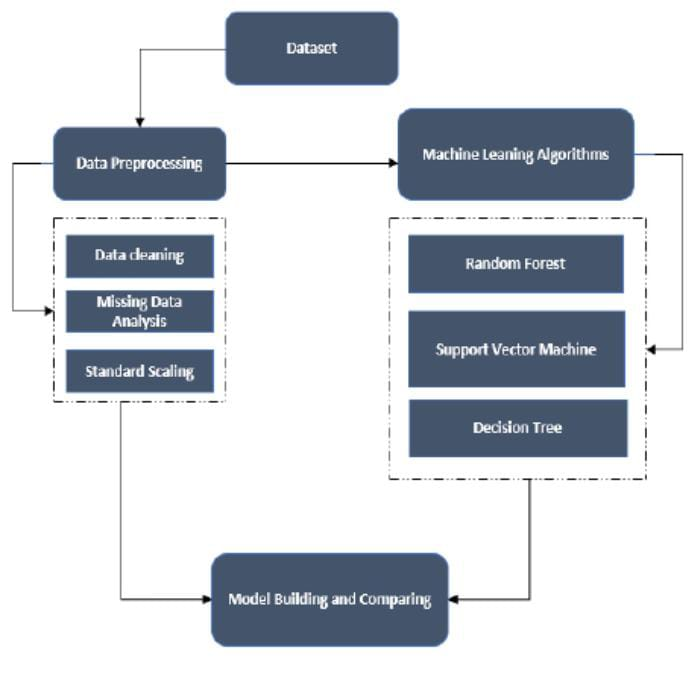 Dataset
Data Preprocessing
Machine Leaning Algorithms
Data cleaning
Missing Data
Analysis
Standard Scaling
Random Forest
Support Vector Machine
Decision Tree
Model Building and Comparing